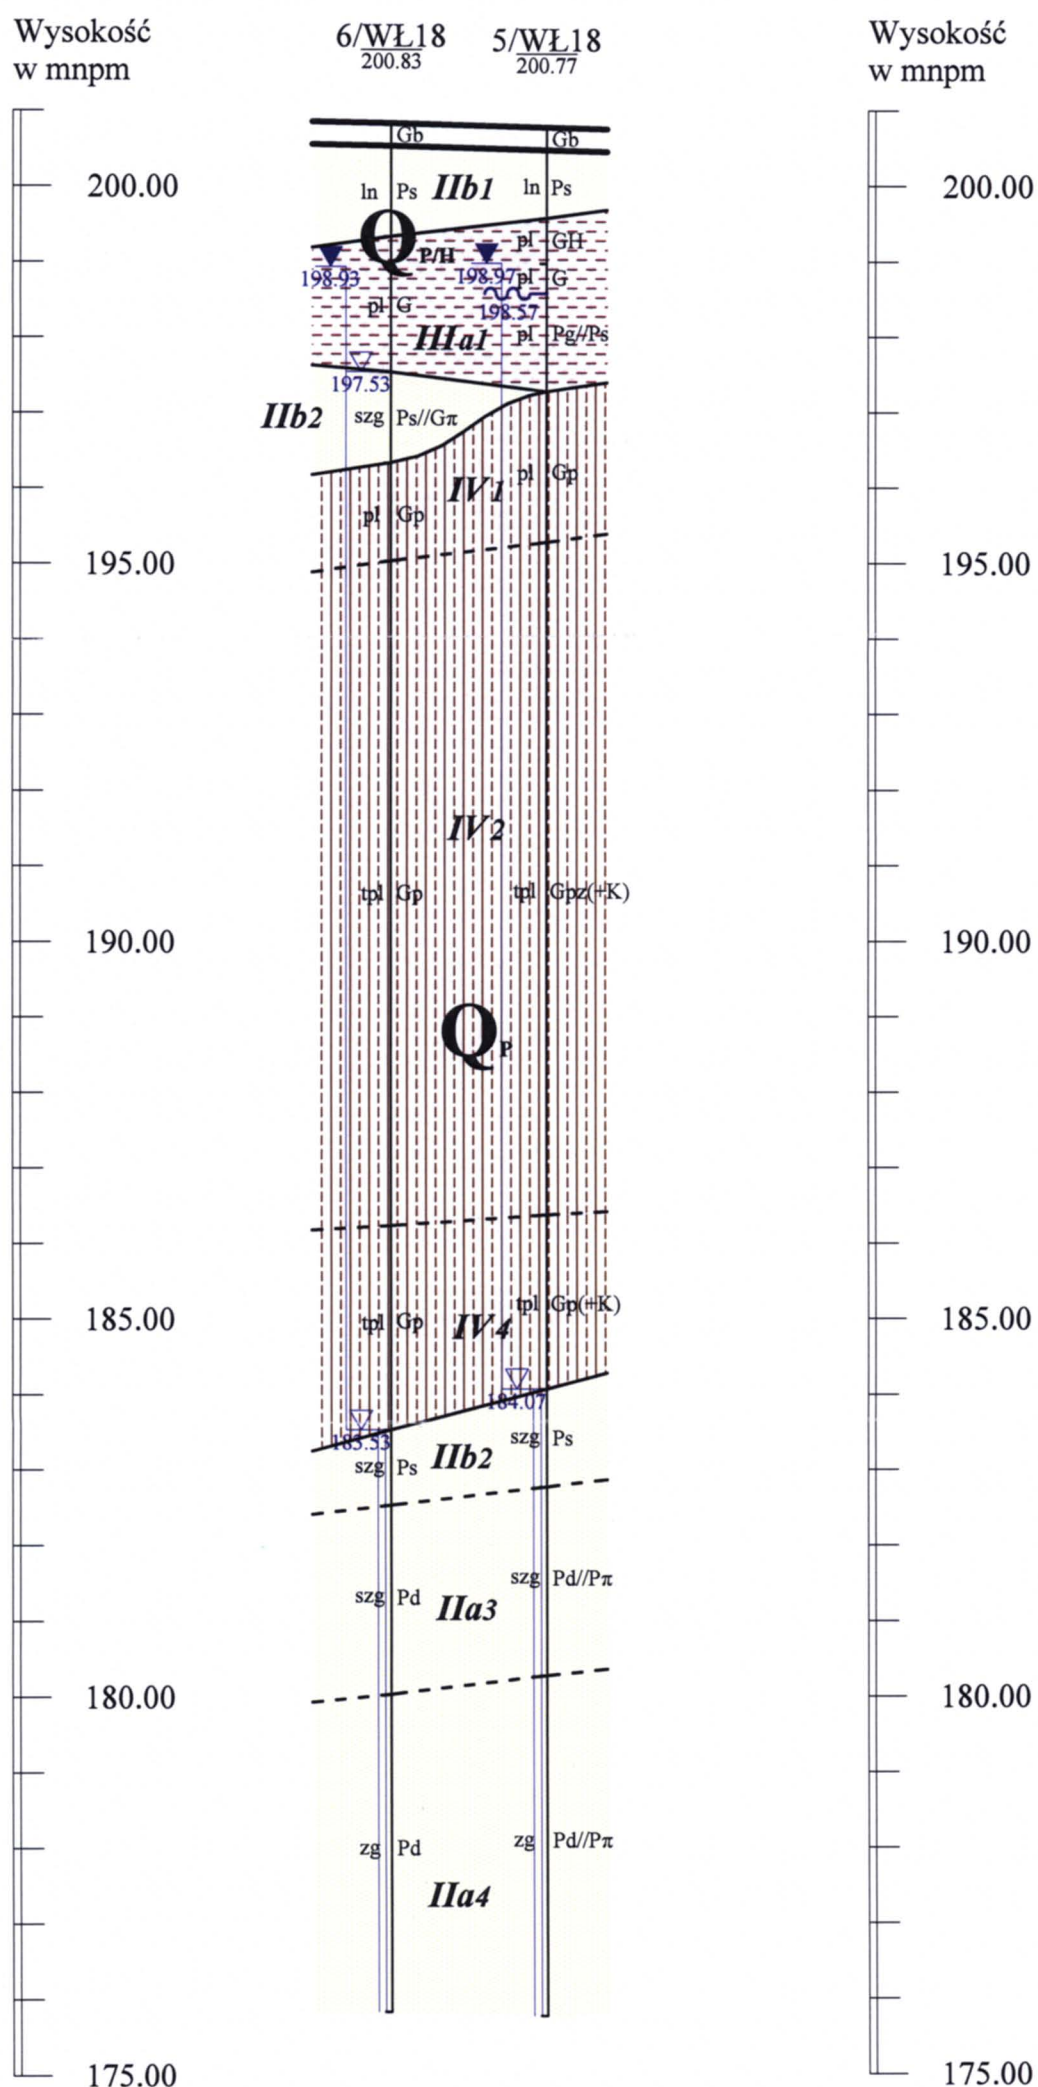 Wysokość
w mnpm
6/WŁ18
200.83
5/WŁ18
200.77
Wysokość
w mnpm
Gb
Gb
200.00
ln Ps
IIb1
ln Ps
200.00
Q P/H
pl GH
198.93
198.97
pl G
pl G
198.57
IIIa1
pl Pg//Ps
197.53
IIb2
szg Ps//Gπ
IV1
pl Gp
pl Gp
195.00
195.00
IV2
tpl Gp
tpl Gpz(+K)
190.00
190.00
Q P
185.00
tpl Gp
IV4
tpl Gp(+K)
185.00
184.07
183.53
szg Ps
IIb2
szg Ps
szg Pd
IIa3
szg Pd//Pπ
180.00
180.00
zg Pd
zg Pd//Pπ
IIa4
175.00
175.00